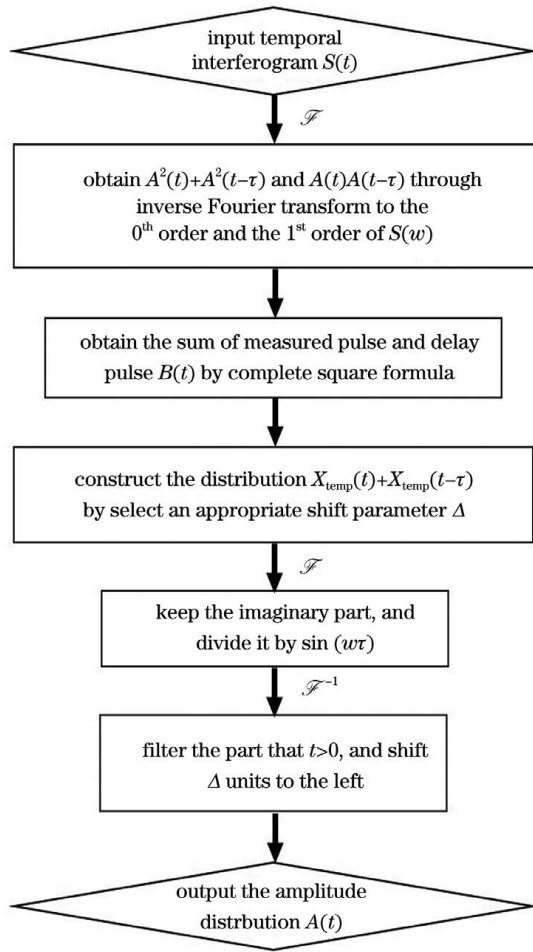 input temporal
interferogram S(t)
ℱ
obtain A²(t)+A²(t−τ) and A(t)A(t−τ) through
inverse Fourier transform to the
0ᵗʰ order and the 1ˢᵗ order of S(w)
obtain the sum of measured pulse and delay
pulse B(t) by complete square formula
construct the distribution X_temp(t)+X_temp(t−τ)
by select an appropriate shift parameter Δ
ℱ
keep the imaginary part, and
divide it by sin (wτ)
ℱ⁻¹
filter the part that t>0, and shift
Δ units to the left
output the amplitude
distrbution A(t)